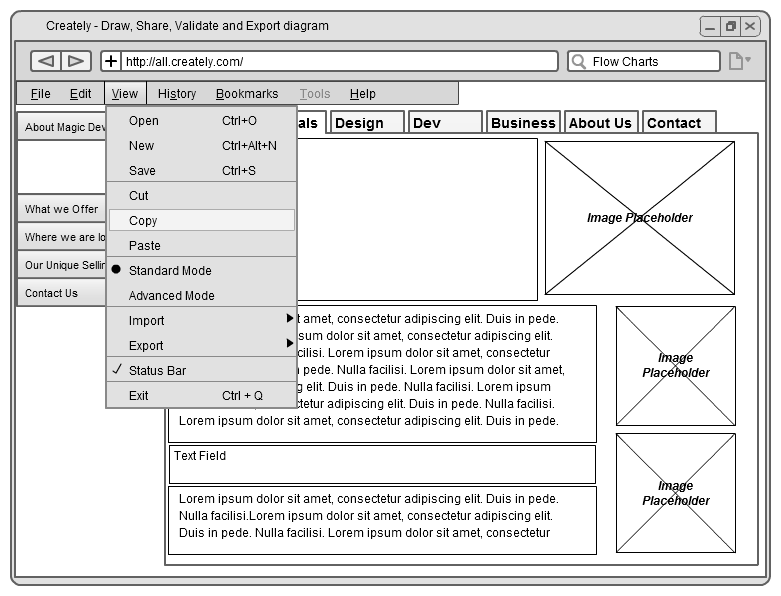 Creately - Draw, Share, Validate and Export diagram
http://all.creately.com/
Flow Charts
File Edit View History Bookmarks Tools Help
About Magic Dev
What we Offer
Where we are lo
Our Unique Sellin
Contact Us
Open Ctrl+O
New Ctrl+Alt+N
Save Ctrl+S
Cut
Copy
Paste
Standard Mode
Advanced Mode
Import
Export
Status Bar
Exit Ctrl + Q
als Design Dev Business About Us Contact
Image Placeholder
t amet, consectetur adipiscing elit. Duis in pede.
sum dolor sit amet, consectetur adipiscing elit.
cilisi. Lorem ipsum dolor sit amet, consectetur
pede. Nulla facilisi. Lorem ipsum dolor sit amet,
g elit. Duis in pede. Nulla facilisi. Lorem ipsum
tetur adipiscing elit. Duis in pede. Nulla facilisi.
Lorem ipsum dolor sit amet, consectetur adipiscing elit. Duis in pede.
Image
Placeholder
Text Field
Lorem ipsum dolor sit amet, consectetur adipiscing elit. Duis in pede.
Nulla facilisi.Lorem ipsum dolor sit amet, consectetur adipiscing elit.
Duis in pede. Nulla facilisi. Lorem ipsum dolor sit amet, consectetur
Image
Placeholder